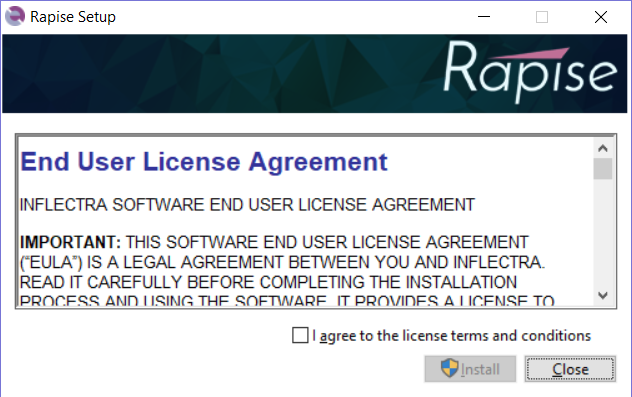 Rapise Setup
Rapise
End User License Agreement
INFLECTRA SOFTWARE END USER LICENSE AGREEMENT
IMPORTANT: THIS SOFTWARE END USER LICENSE AGREEMENT
(“EULA”) IS A LEGAL AGREEMENT BETWEEN YOU AND INFLECTRA.
READ IT CAREFULLY BEFORE COMPLETING THE INSTALLATION
PROCESS AND USING THE SOFTWARE. IT PROVIDES A LICENSE TO
I agree to the license terms and conditions
Install
Close